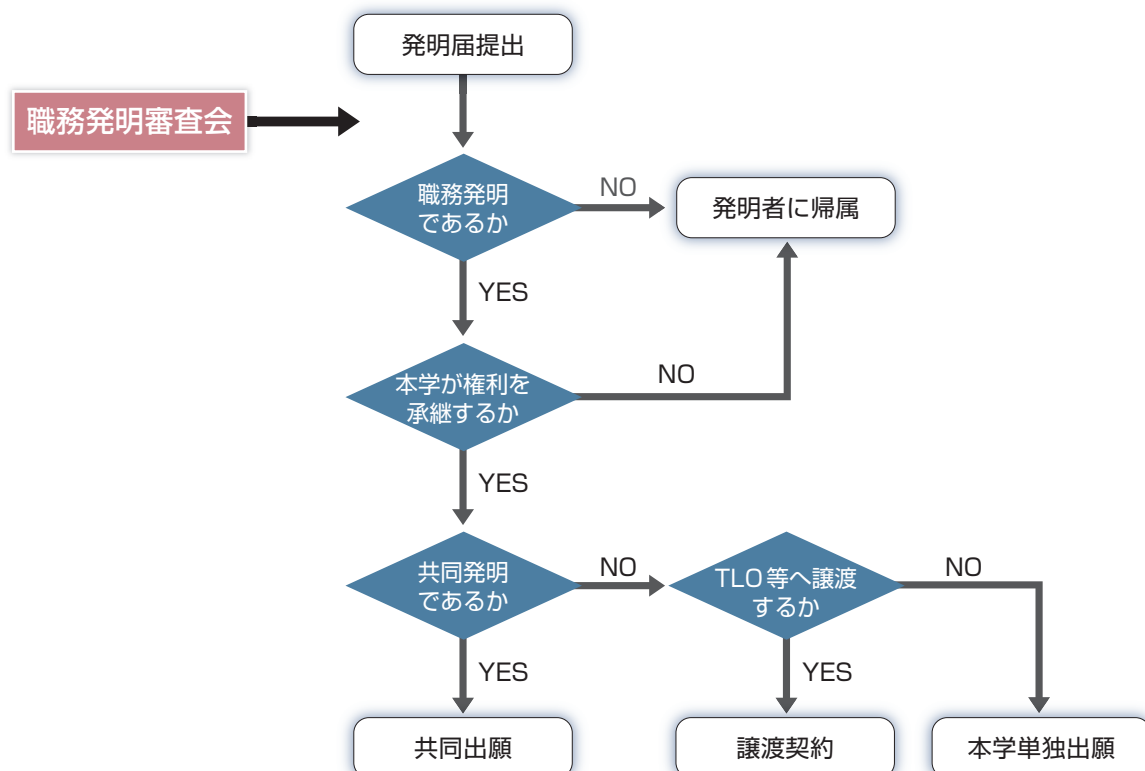 発明届提出
職務発明審査会
職務発明
であるか
NO
発明者に帰属
YES
本学が権利を
承継するか
NO
YES
共同発明
であるか
NO
TLO等へ譲渡
するか
NO
YES
YES
共同出願
譲渡契約
本学単独出願